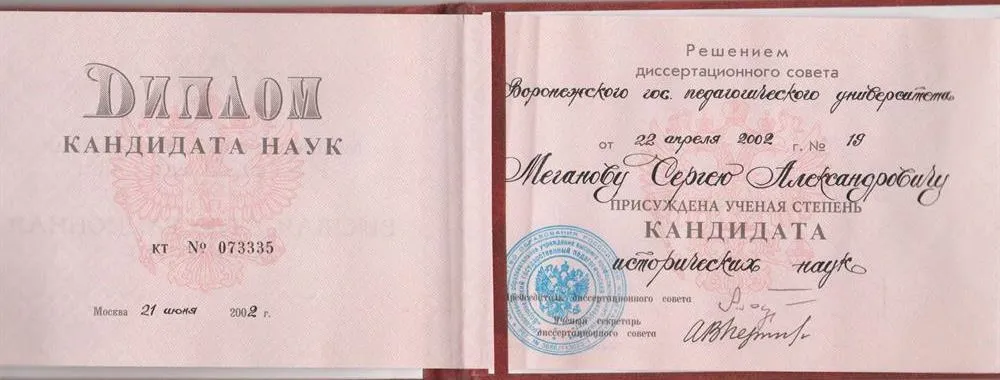 Диплом
КАНДИДАТА НАУК
КТ № 073335
Москва 21 июня 2002 г.
Решением
диссертационного совета
Воронежского гос. педагогического университета
от 22 апреля 2002 г. № 19
Меганову Сергею Александровичу
ПРИСУЖДЕНА УЧЕНАЯ СТЕПЕНЬ
КАНДИДАТА
исторических наук
Председатель диссертационного совета
Ученый секретарь
диссертационного совета